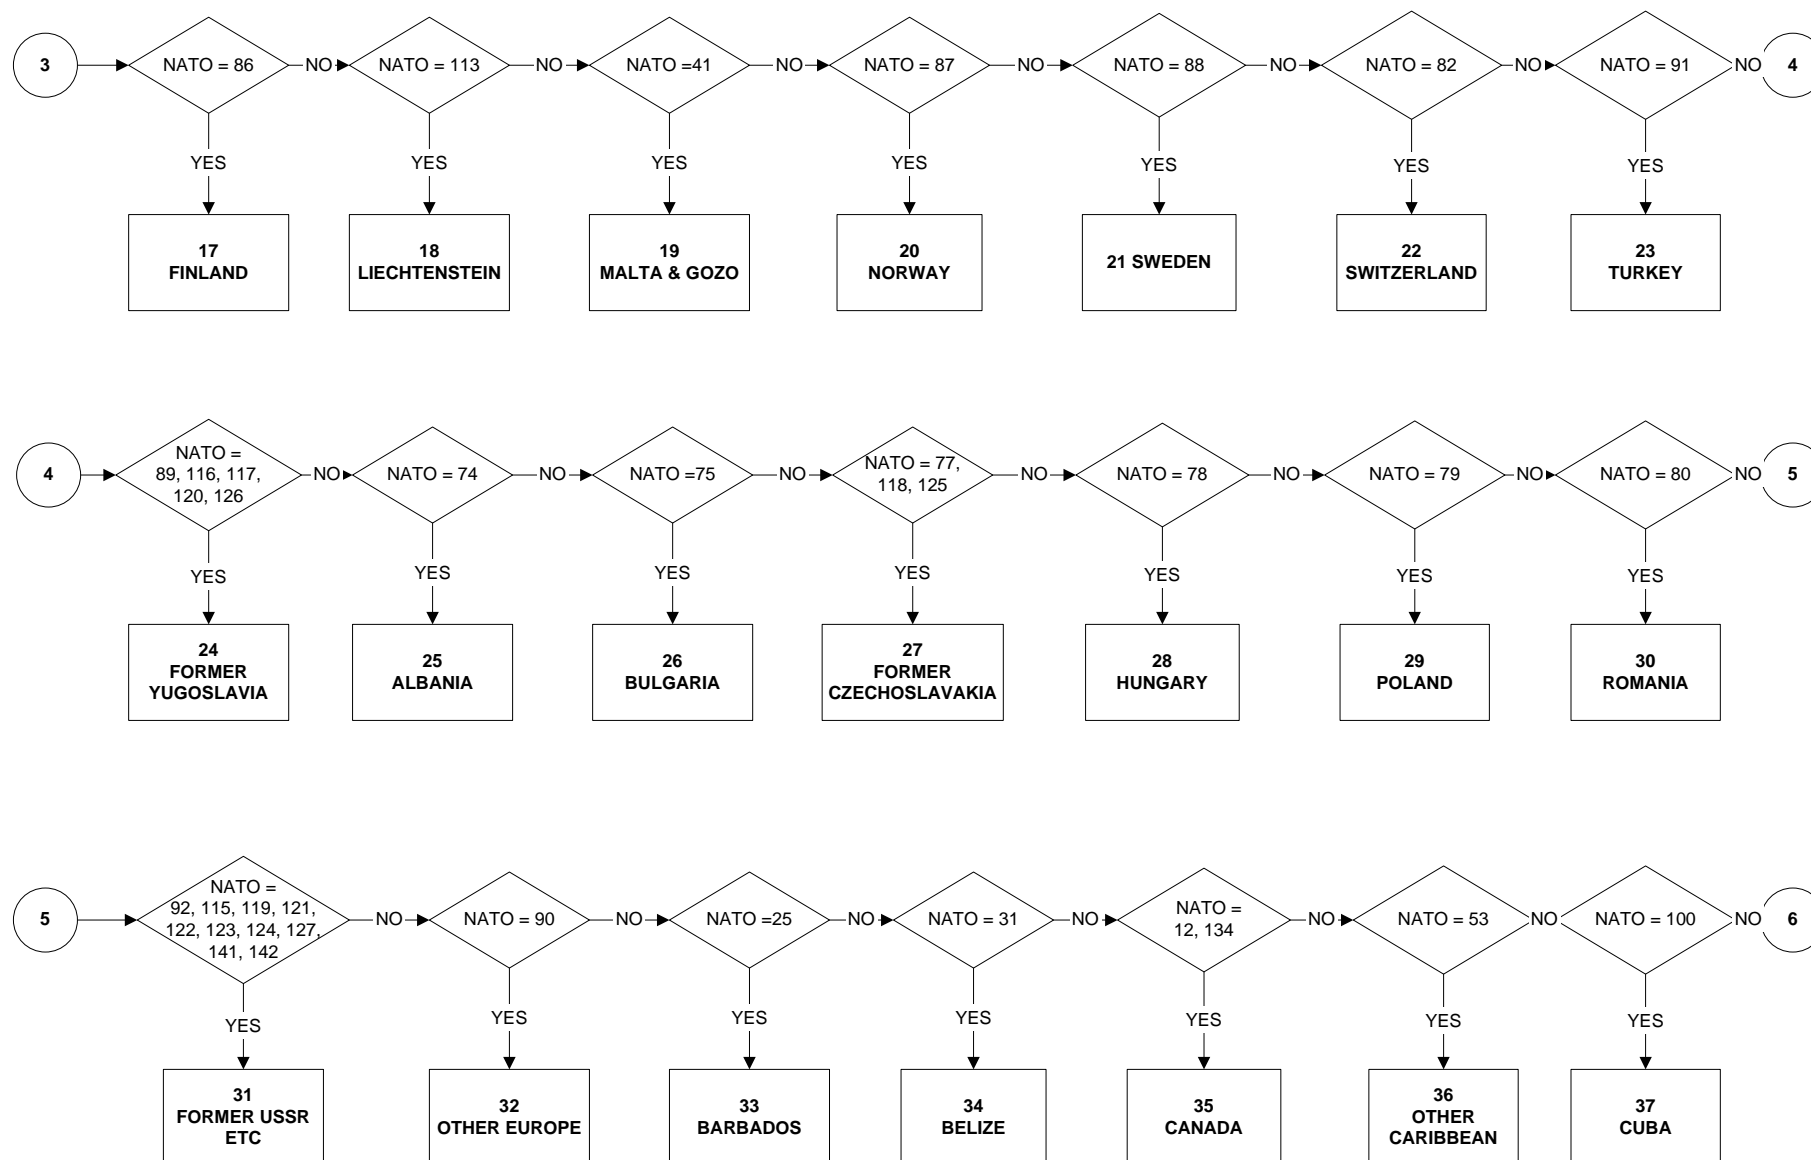 3
NATO = 86
NO
NATO = 113
NO
NATO =41
NO
NATO = 87
NO
NATO = 88
NO
NATO = 82
NO
NATO = 91
NO
4
YES
YES
YES
YES
YES
YES
YES
17
FINLAND
18
LIECHTENSTEIN
19
MALTA & GOZO
20
NORWAY
21 SWEDEN
22
SWITZERLAND
23
TURKEY
4
NATO =
89, 116, 117,
120, 126
NO
NATO = 74
NO
NATO =75
NO
NATO = 77,
118, 125
NO
NATO = 78
NO
NATO = 79
NO
NATO = 80
NO
5
YES
YES
YES
YES
YES
YES
YES
24
FORMER
YUGOSLAVIA
25
ALBANIA
26
BULGARIA
27
FORMER
CZECHOSLAVAKIA
28
HUNGARY
29
POLAND
30
ROMANIA
5
NATO =
92, 115, 119, 121,
122, 123, 124, 127,
141, 142
NO
NATO = 90
NO
NATO =25
NO
NATO = 31
NO
NATO =
12, 134
NO
NATO = 53
NO
NATO = 100
NO
6
YES
YES
YES
YES
YES
YES
YES
31
FORMER USSR
ETC
32
OTHER EUROPE
33
BARBADOS
34
BELIZE
35
CANADA
36
OTHER
CARIBBEAN
37
CUBA